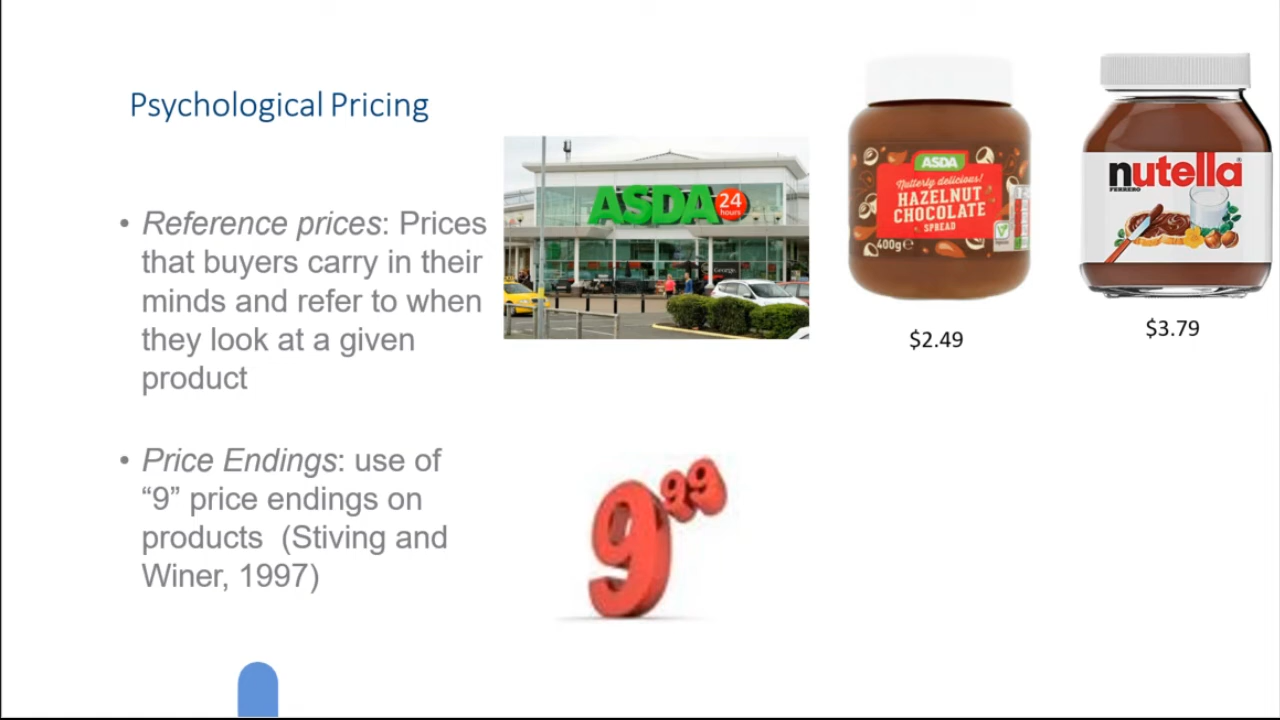 Psychological Pricing
• Reference prices: Prices
that buyers carry in their
minds and refer to when
they look at a given
product
• Price Endings: use of
“9” price endings on
products (Stiving and
Winer, 1997)
ASDA 24
hours
George
ASDA
Nutterly delicious!
HAZELNUT
CHOCOLATE
SPREAD
400g e
$2.49
nutella®
FERRERO
$3.79
9 99